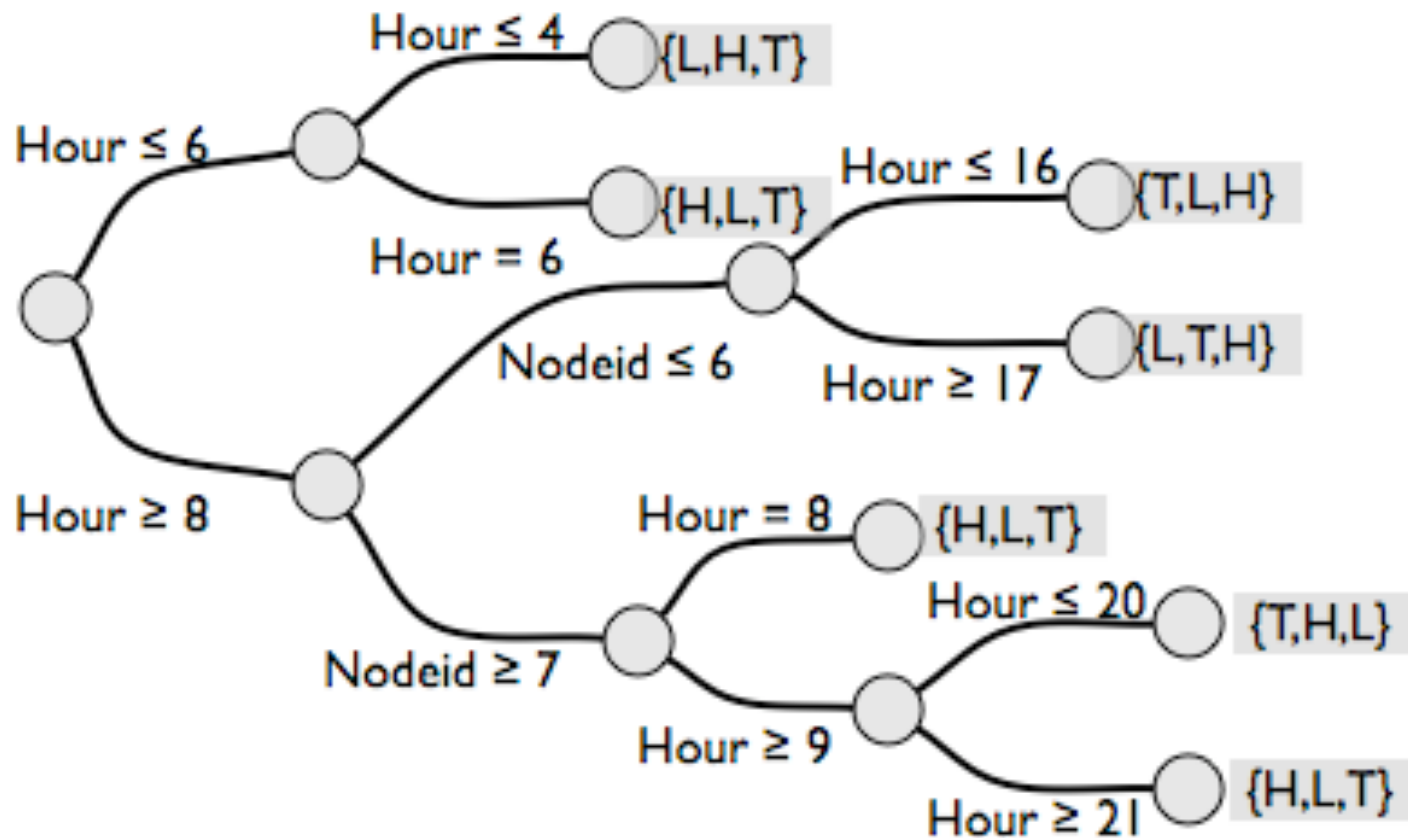 Hour ≤ 4
{L,H,T}
Hour ≤ 6
{H,L,T}
Hour = 6
Hour ≤ 16
{T,L,H}
Nodeid ≤ 6
{L,T,H}
Hour ≥ 17
Hour ≥ 8
Hour = 8
{H,L,T}
Hour ≤ 20
{T,H,L}
Nodeid ≥ 7
Hour ≥ 9
{H,L,T}
Hour ≥ 21